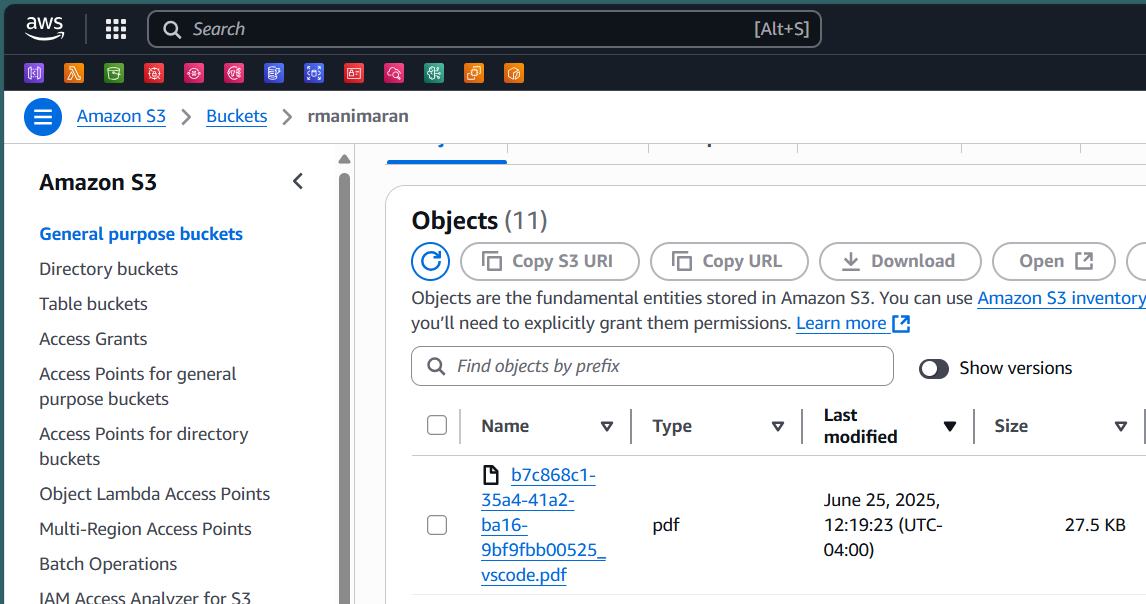 aws
Search
[Alt+S]
Amazon S3
Buckets
rmanimaran
Amazon S3
General purpose buckets
Directory buckets
Table buckets
Access Grants
Access Points for general
purpose buckets
Access Points for directory
buckets
Object Lambda Access Points
Multi-Region Access Points
Batch Operations
IAM Access Analyzer for S3
Objects (11)
Copy S3 URI
Copy URL
Download
Open
Objects are the fundamental entities stored in Amazon S3. You can use Amazon S3 inventory
you'll need to explicitly grant them permissions. Learn more
Find objects by prefix
Show versions
Name
Type
Last
modified
Size
b7c868c1-
35a4-41a2-
ba16-
9bf9fbb00525_
vscode.pdf
pdf
June 25, 2025,
12:19:23 (UTC-
04:00)
27.5 KB